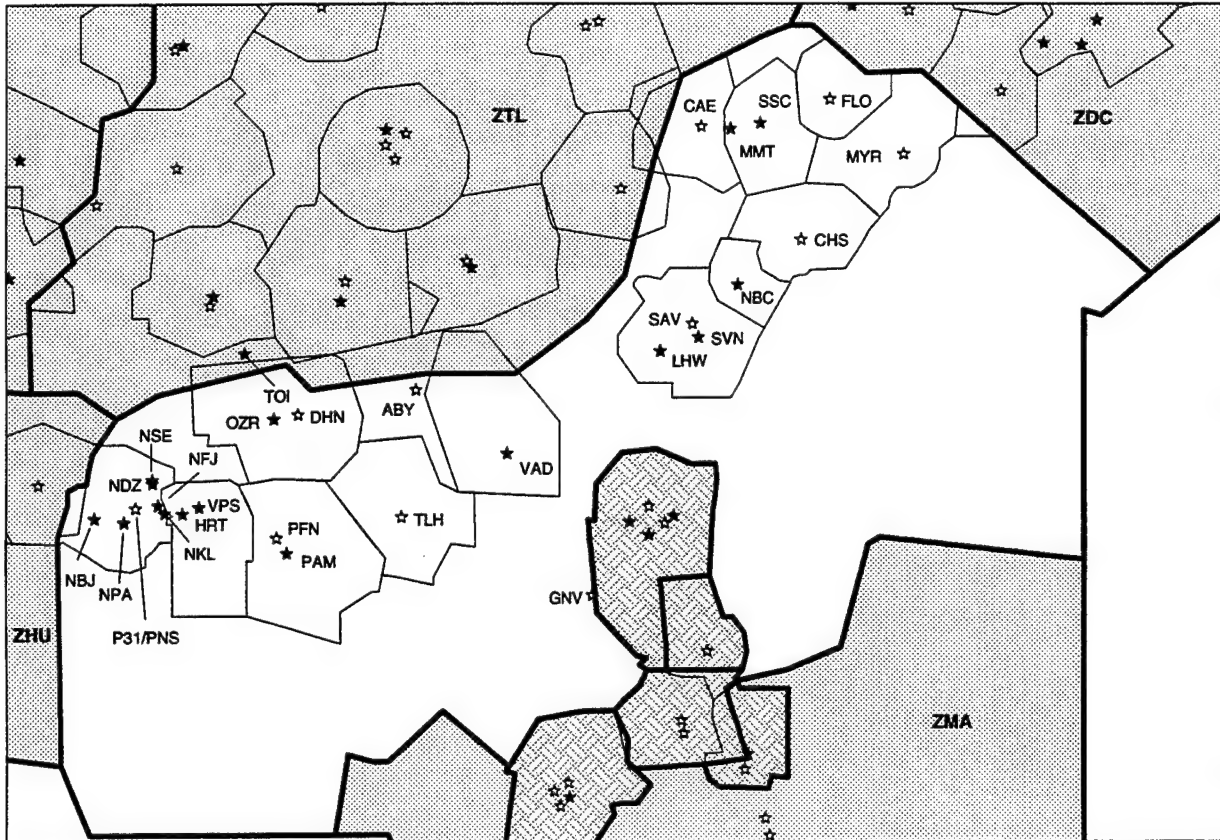 ZTL
ZDC
CAE
SSC
FLO
MMT
MYR
CHS
NBC
SAV
SVN
LHW
TOI
ABY
OZR
DHN
NSE
NFJ
VAD
NDZ
VPS
HRT
TLH
PFN
NKL
PAM
NBJ
NPA
GNV
ZHU
P31/PNS
ZMA